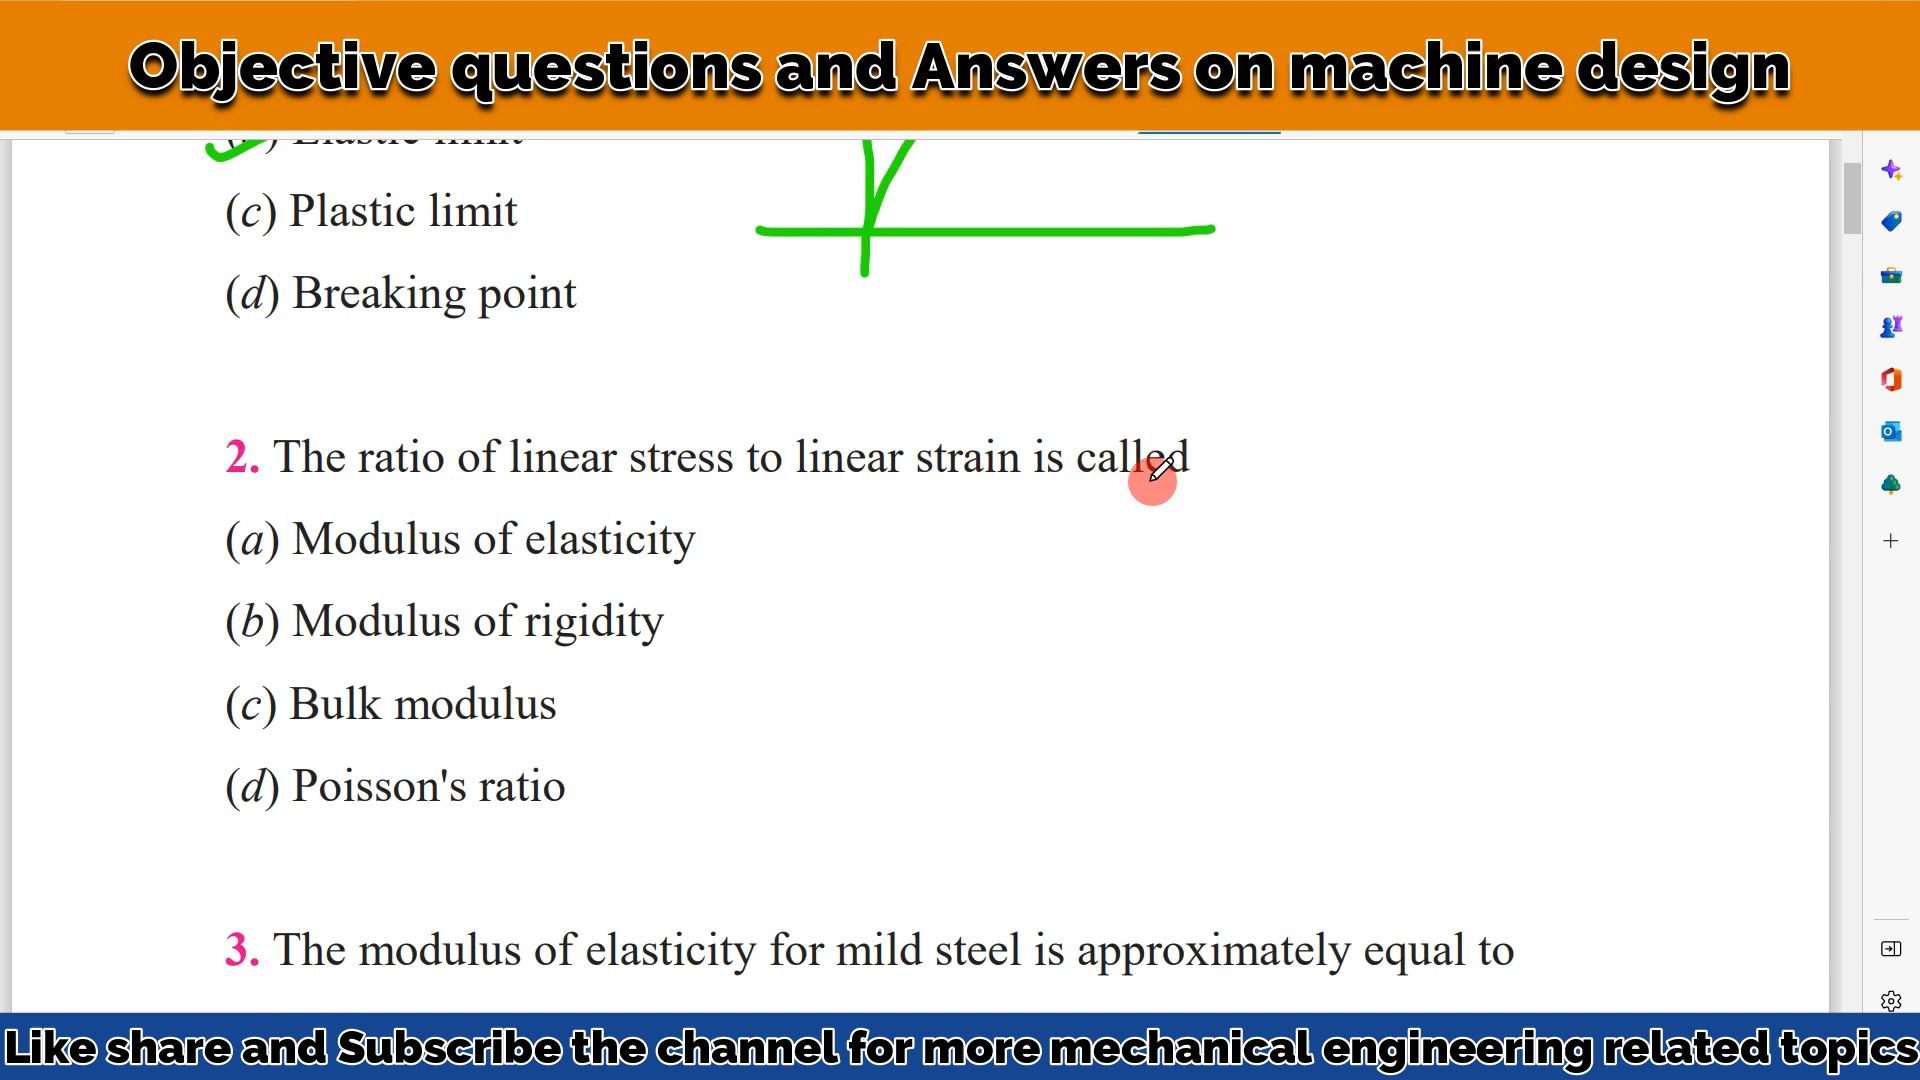 Objective questions and Answers on machine design
Elastic limit
(c) Plastic limit
(d) Breaking point
2. The ratio of linear stress to linear strain is called
(a) Modulus of elasticity
(b) Modulus of rigidity
(c) Bulk modulus
(d) Poisson's ratio
3. The modulus of elasticity for mild steel is approximately equal to
Like share and Subscribe the channel for more mechanical engineering related topics